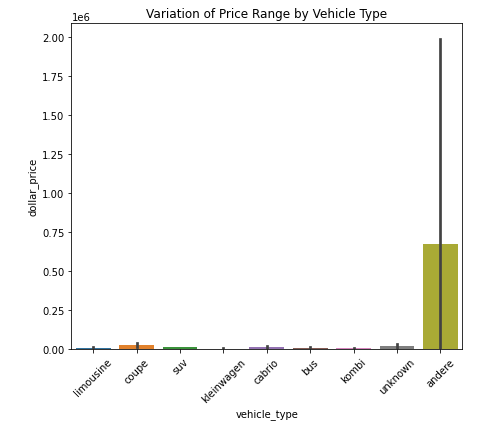 Variation of Price Range by Vehicle Type
1e6
2.00
1.75
1.50
1.25
1.00
0.75
0.50
0.25
0.00
dollar_price
limousine
coupe
suv
kleinwagen
cabrio
bus
kombi
unknown
andere
vehicle_type